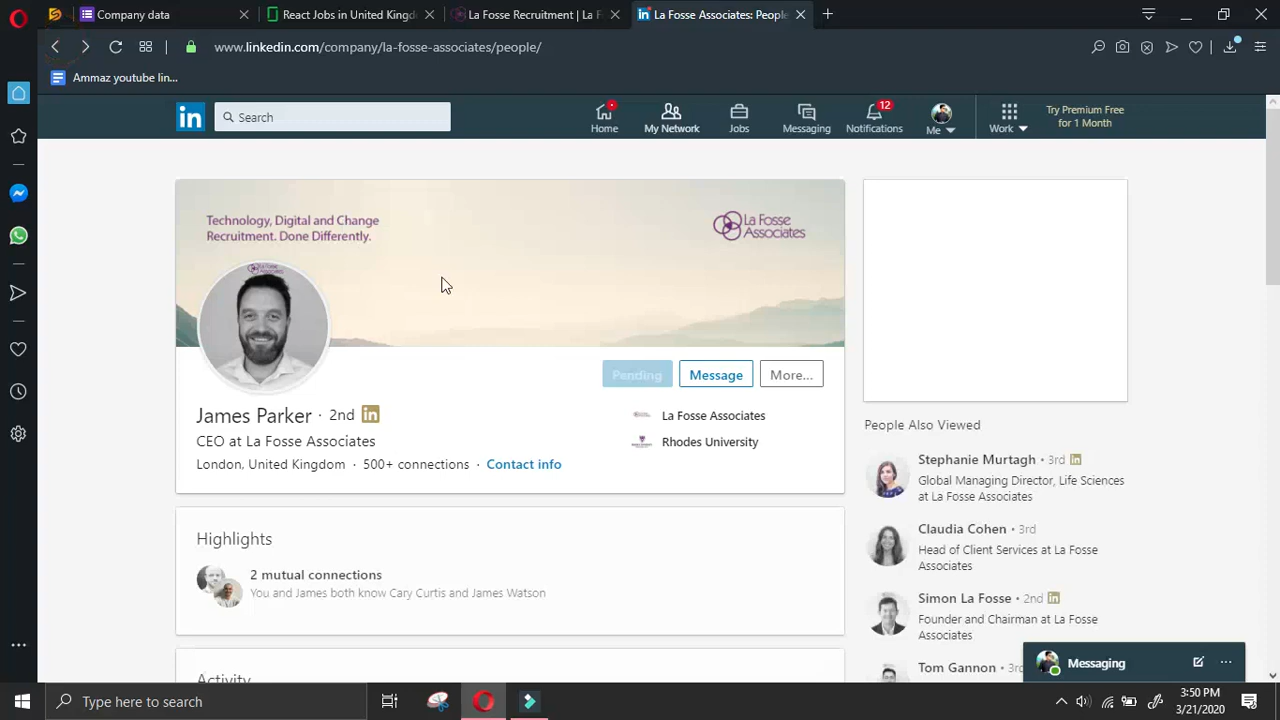 Company data
React Jobs in United Kingd
La Fosse Recruitment | La F
La Fosse Associates: People
www.linkedin.com/company/la-fosse-associates/people/
Ammaz youtube lin...
in
Search
Home
My Network
Jobs
Messaging
12
Notifications
Me
Work
Try Premium Free
for 1 Month
Technology, Digital and Change
Recruitment. Done Differently.
La Fosse
Associates
La Fosse
Associates
Pending
Message
More...
James Parker · 2nd in
CEO at La Fosse Associates
London, United Kingdom · 500+ connections · Contact info
La Fosse Associates
Rhodes University
Highlights
2 mutual connections
You and James both know Cary Curtis and James Watson
Activity
People Also Viewed
Stephanie Murtagh • 3rd in
Global Managing Director, Life Sciences
at La Fosse Associates
Claudia Cohen • 3rd
Head of Client Services at La Fosse
Associates
Simon La Fosse • 2nd in
Founder and Chairman at La Fosse
Associates
Tom Gannon • 3rd
Messaging
Type here to search
3:50 PM
3/21/2020